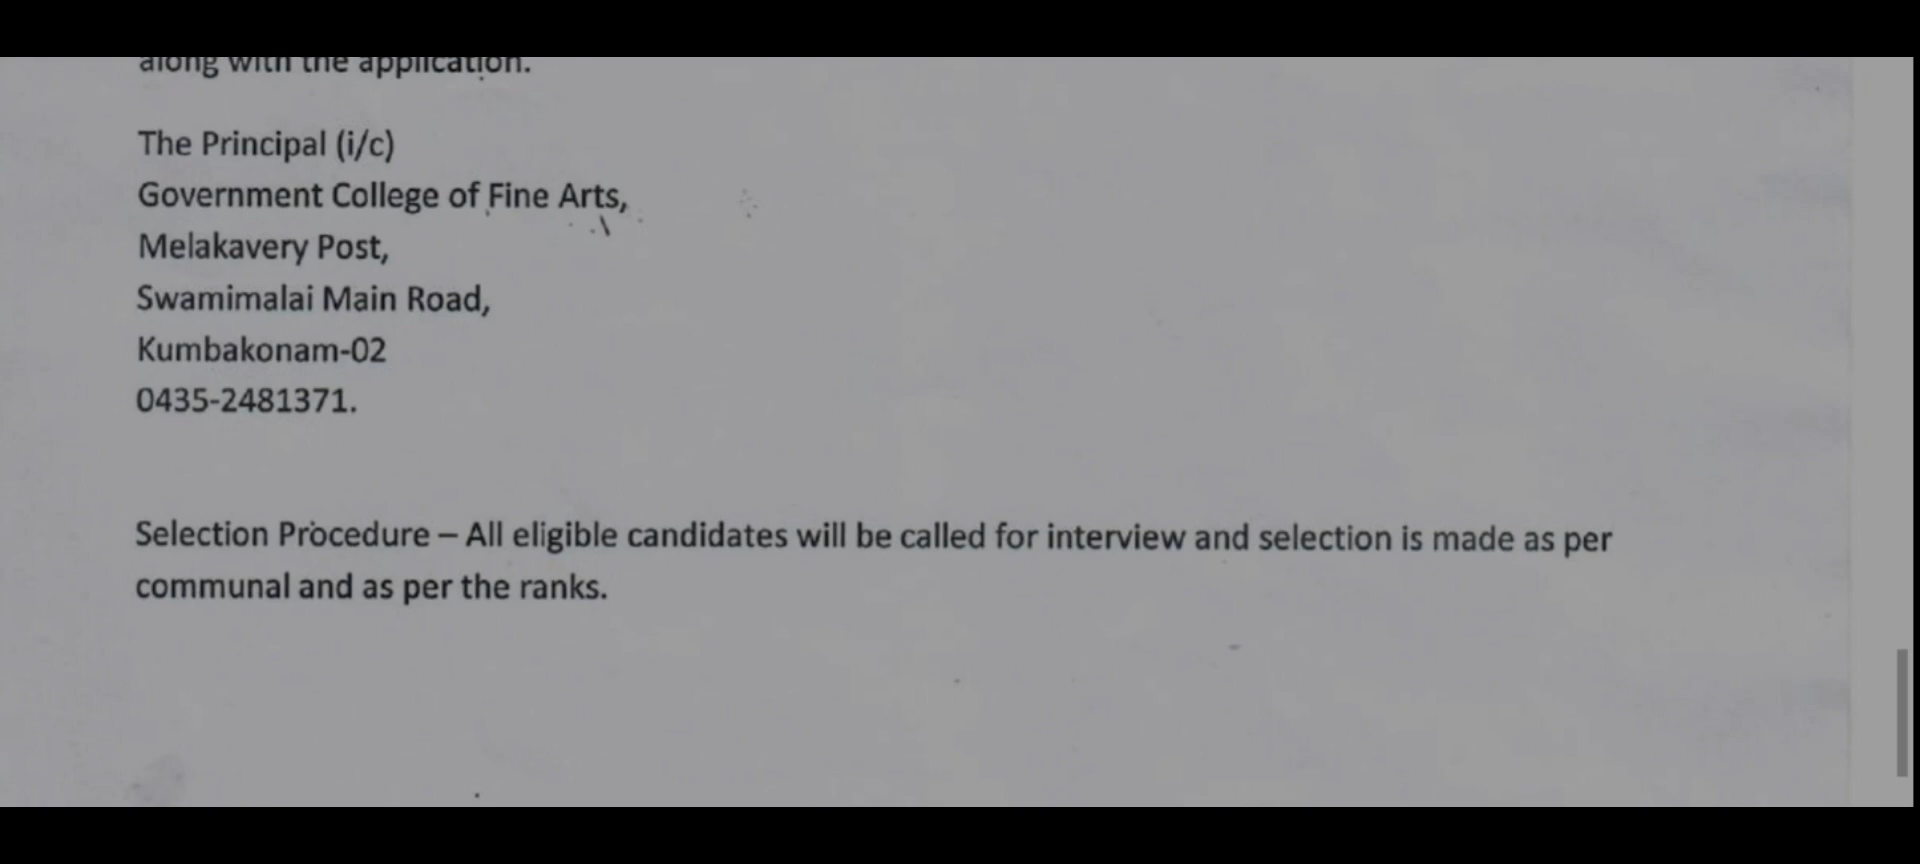 along with the application.
The Principal (i/c)
Government College of Fine Arts,
Melakavery Post,
Swamimalai Main Road,
Kumbakonam-02
0435-2481371.
Selection Procedure – All eligible candidates will be called for interview and selection is made as per
communal and as per the ranks.